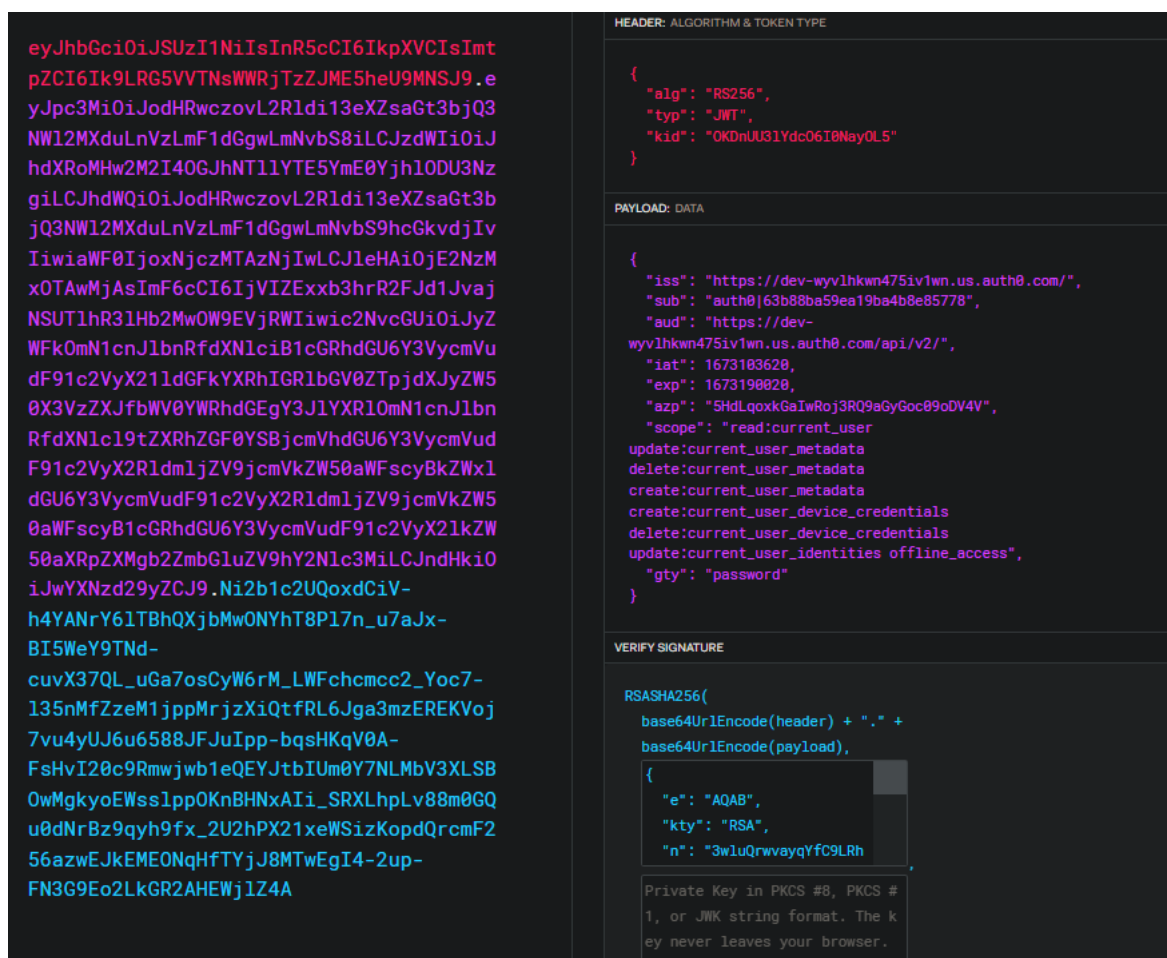 eyJhbGciOiJSUzI1NiIsInR5cCI6IkpXVCIsImt
pZCI6Ik9LRG5VVTNsWWRjTzZJME5heU9MNSJ9.e
yJpc3MiOiJodHRwczovL2Rldi13eXZsaGt3bjQ3
NWl2MXduLnVzLmF1dGgwLmNvbS8iLCJzdWIiOiJ
hdXRoMHw2M2I4OGJhNTllYTE5YmE0YjhlODU3Nz
giLCJhdWQiOiJodHRwczovL2Rldi13eXZsaGt3b
jQ3NWl2MXduLnVzLmF1dGgwLmNvbS9hcGkvdjIv
IiwiaWF0IjoxNjczMTAzNjIwLCJleHAiOjE2NzM
xOTAwMjAsImF6cCI6IjVIZExxb3hrR2FJd1Jvaj
NSUTlhR3lHb2MwOW9EVjRWIiwic2NvcGUiOiJyZ
WFkOmN1cnJlbnRfdXNlciB1cGRhdGU6Y3VycmVu
dF91c2VyX21ldGFkYXRhIGRlbGV0ZTpjdXJyZW5
0X3VzZXJfbWV0YWRhdGEgY3JlYXRlOmN1cnJlbn
RfdXNlcl9tZXRhZGF0YSBjcmVhdGU6Y3VycmVud
F91c2VyX2RldmljZV9jcmVkZW50aWFscyBkZWxl
dGU6Y3VycmVudF91c2VyX2RldmljZV9jcmVkZW5
0aWFscyB1cGRhdGU6Y3VycmVudF91c2VyX2lkZW
50aXRpZXMgb2ZmbGluZV9hY2Nlc3MiLCJndHkiO
iJwYXNzd29yZCJ9.Ni2b1c2UQoxdCiV-
h4YANrY6lTBhQXjbMwONYhT8Pl7n_u7aJx-
BI5WeY9TNd-
cuvX37QL_uGa7osCyW6rM_LWFchcmcc2_Yoc7-
l35nMfZzeM1jppMrjzXiQtfRL6Jga3mzEREKVoj
7vu4yUJ6u6588JFJuIpp-bqsHKqV0A-
FsHvI20c9Rmwjwb1eQEYJtbIUm0Y7NLMbV3XLSB
OwMgkyoEWsslppOKnBHNxAIi_SRXLhpLv88m0GQ
u0dNrBz9qyh9fx_2U2hPX21xeWSizKopdQrcmF2
56azwEJkEMEONqHfTYjJ8MTwEgI4-2up-
FN3G9Eo2LkGR2AHEWjlZ4A
HEADER: ALGORITHM & TOKEN TYPE
{
"alg": "RS256",
"typ": "JWT",
"kid": "OKDnUU3lYdcO6I0NayOL5"
}
PAYLOAD: DATA
{
"iss": "https://dev-wyvlhkwn475iv1wn.us.auth0.com/",
"sub": "auth0|63b88ba59ea19ba4b8e85778",
"aud": "https://dev-
wyvlhkwn475iv1wn.us.auth0.com/api/v2/",
"iat": 1673103620,
"exp": 1673190020,
"azp": "5HdLqoxkGaIwRoj3RQ9aGyGoc09oDV4V",
"scope": "read:current_user
update:current_user_metadata
delete:current_user_metadata
create:current_user_metadata
create:current_user_device_credentials
delete:current_user_device_credentials
update:current_user_identities offline_access",
"gty": "password"
}
VERIFY SIGNATURE
RSASHA256(
base64UrlEncode(header) + "." +
base64UrlEncode(payload),
{
"e": "AQAB",
"kty": "RSA",
"n": "3wluQrwvayqYfC9LRh
,
Private Key in PKCS #8, PKCS #
1, or JWK string format. The k
ey never leaves your browser.